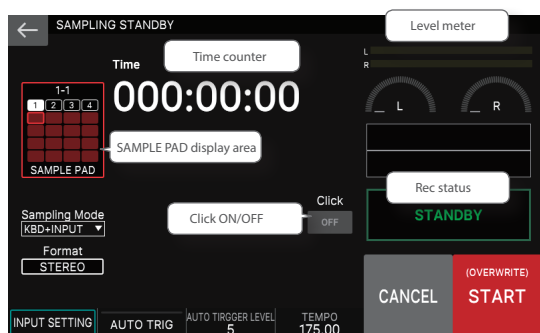 SAMPLING STANDBY
Level meter
Time
Time counter
L
R
000:00:00
1-1
1 2 3 4
L
R
SAMPLE PAD display area
SAMPLE PAD
Rec status
Click
Sampling Mode
Click ON/OFF
OFF
STANDBY
KBD+INPUT
Format
STEREO
(OVERWRITE)
CANCEL
START
INPUT SETTING
AUTO TRIG
AUTO TIRGGER LEVEL
5
TEMPO
175.00